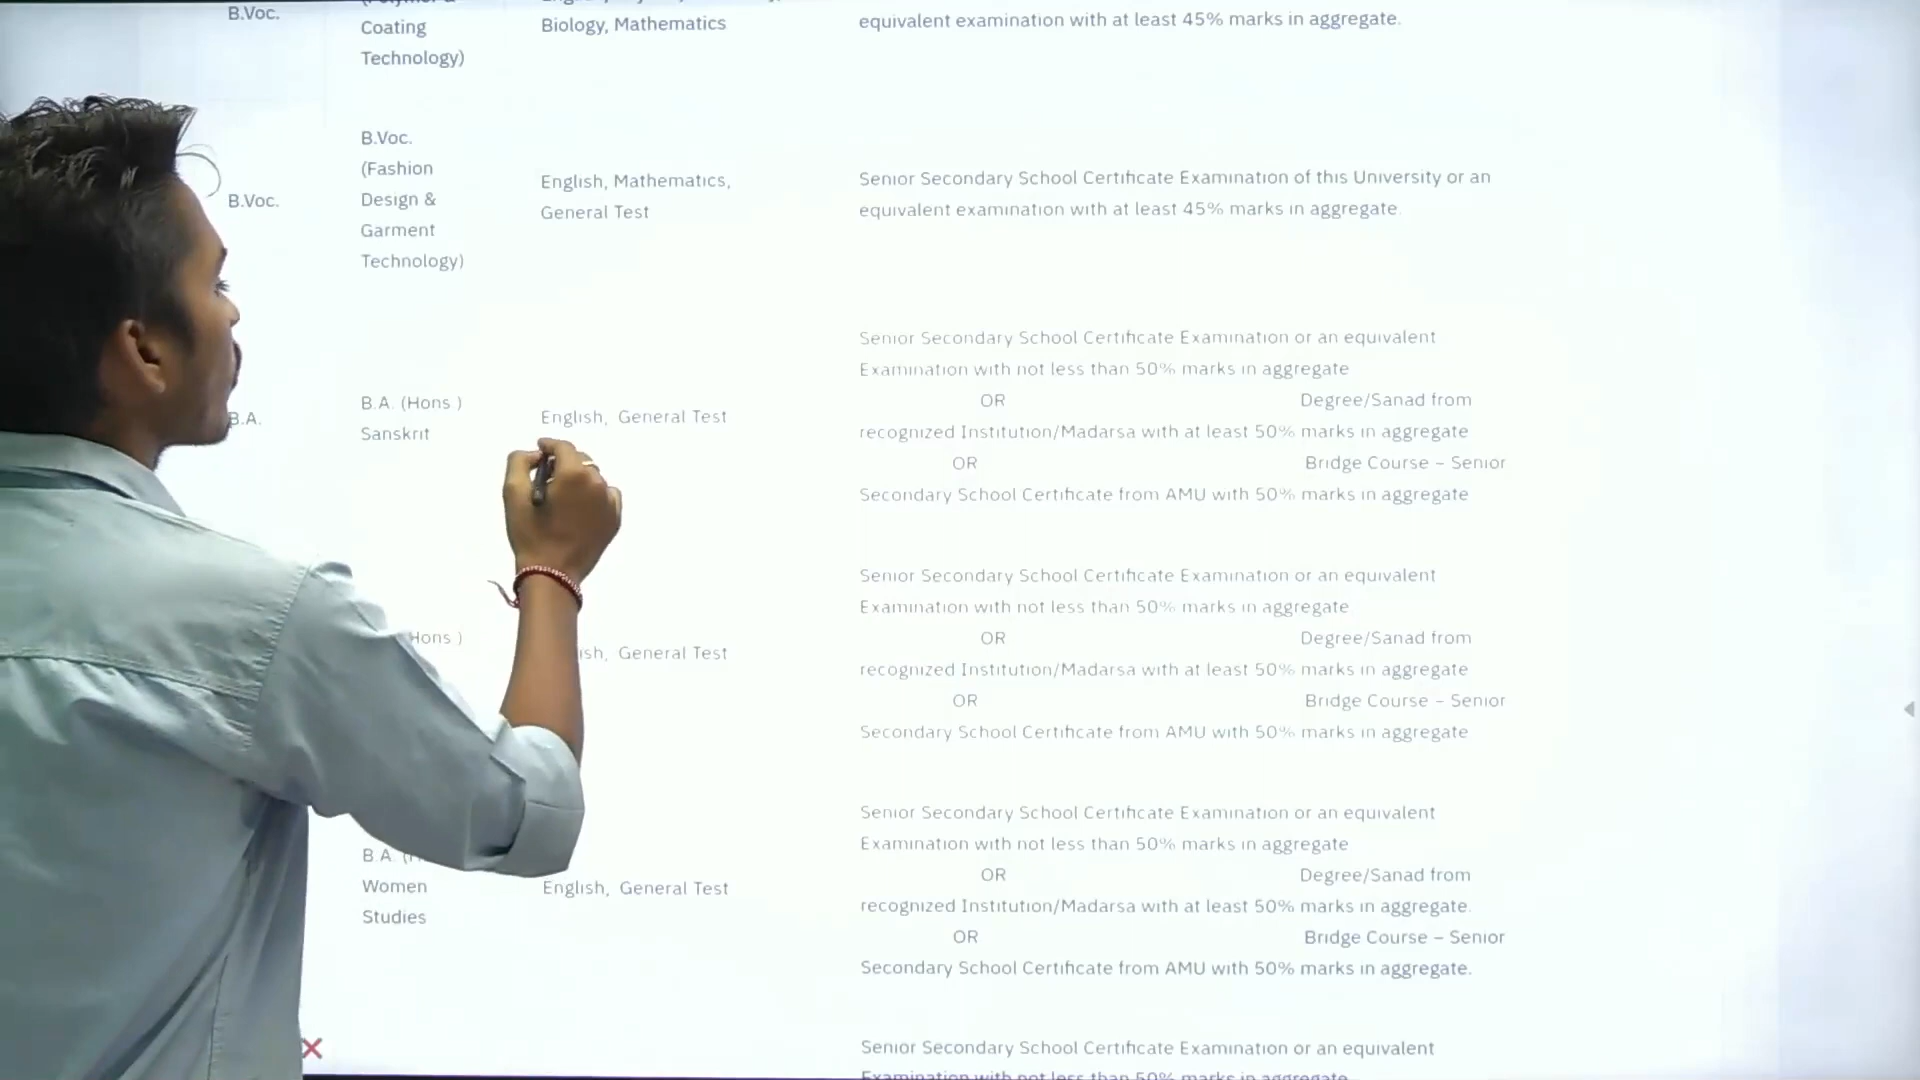 B.Voc.
Coating
Technology)
Biology, Mathematics
equivalent examination with at least 45% marks in aggregate.
B.Voc.
B.Voc.
(Fashion
Design &
Garment
Technology)
English, Mathematics,
General Test
Senior Secondary School Certificate Examination of this University or an
equivalent examination with at least 45% marks in aggregate.
B.A.
B.A. (Hons.)
Sanskrit
English, General Test
Senior Secondary School Certificate Examination or an equivalent
Examination with not less than 50% marks in aggregate
OR Degree/Sanad from
recognized Institution/Madarsa with at least 50% marks in aggregate
OR Bridge Course – Senior
Secondary School Certificate from AMU with 50% marks in aggregate
Hons.)
ish, General Test
Senior Secondary School Certificate Examination or an equivalent
Examination with not less than 50% marks in aggregate
OR Degree/Sanad from
recognized Institution/Madarsa with at least 50% marks in aggregate
OR Bridge Course – Senior
Secondary School Certificate from AMU with 50% marks in aggregate
B.A.
Women
Studies
English, General Test
Senior Secondary School Certificate Examination or an equivalent
Examination with not less than 50% marks in aggregate
OR Degree/Sanad from
recognized Institution/Madarsa with at least 50% marks in aggregate.
OR Bridge Course – Senior
Secondary School Certificate from AMU with 50% marks in aggregate.
Senior Secondary School Certificate Examination or an equivalent
Examination with not less than 50% marks in aggregate